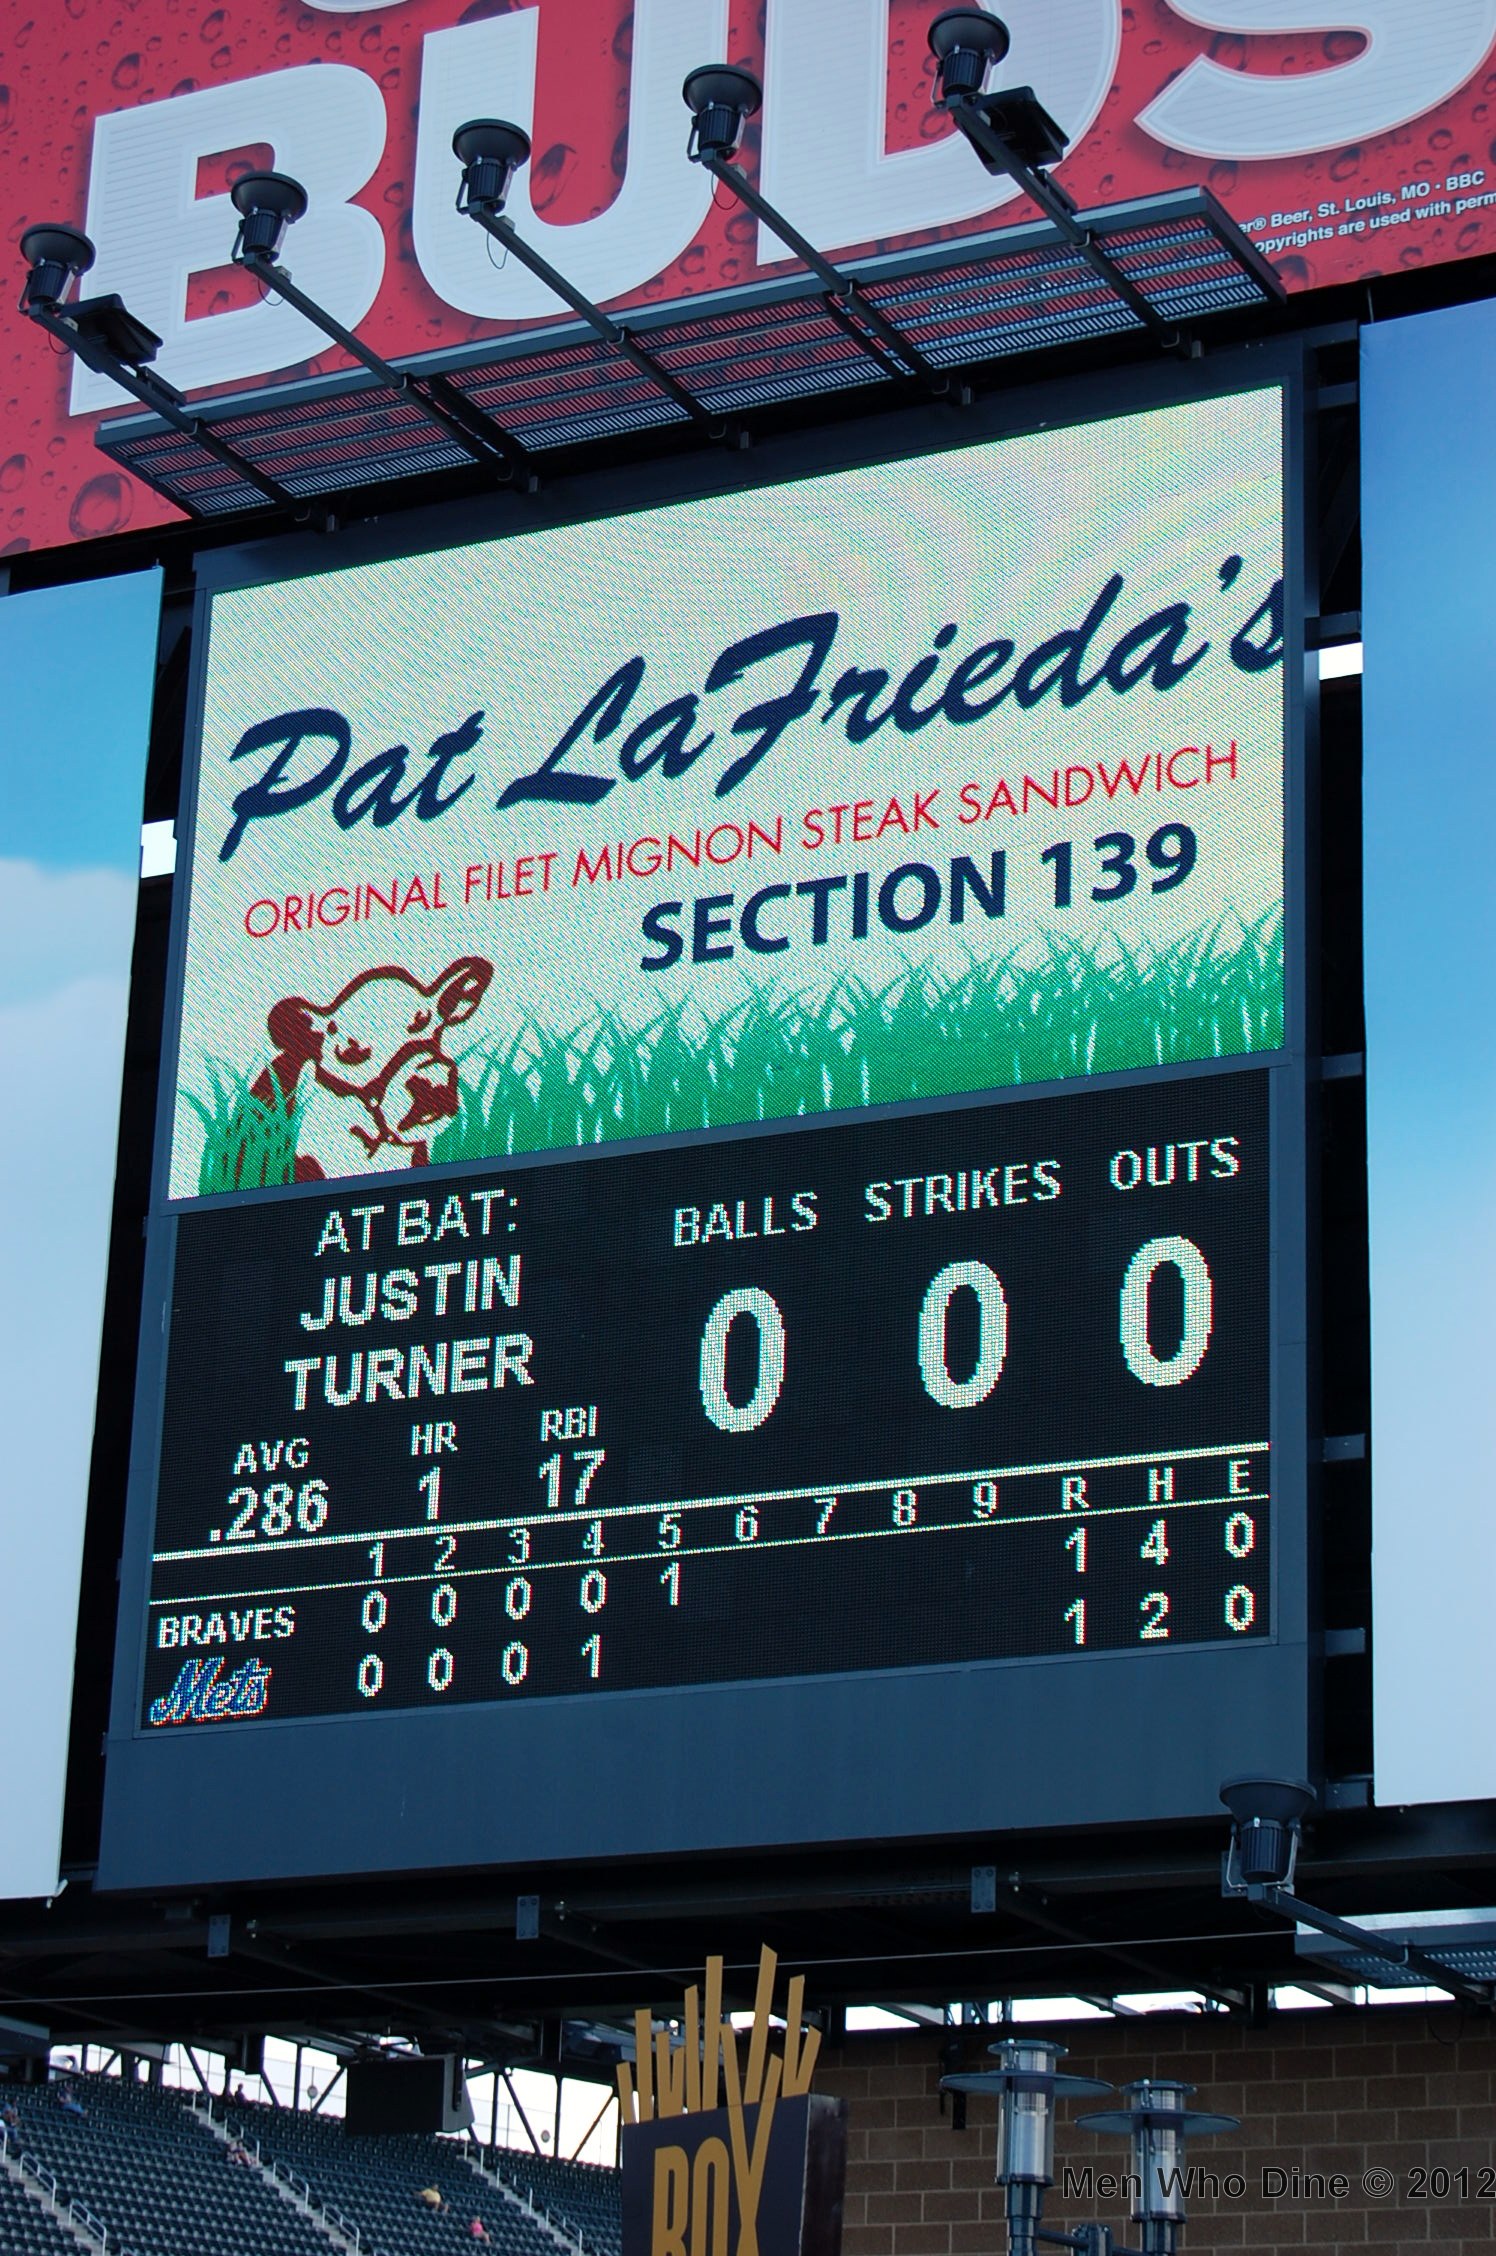 BUDS
er® Beer, St. Louis, MO • BBC
opyrights are used with perm
Pat LaFrieda's
ORIGINAL FILET MIGNON STEAK SANDWICH
SECTION 139
AT BAT:
JUSTIN
TURNER
BALLS STRIKES OUTS
0 0 0
AVG HR RBI
.286 1 17
1 2 3 4 5 6 7 8 9 R H E
BRAVES 0 0 0 0 1 1 4 0
Mets 0 0 0 1 1 2 0
BOX
Men Who Dine © 2012